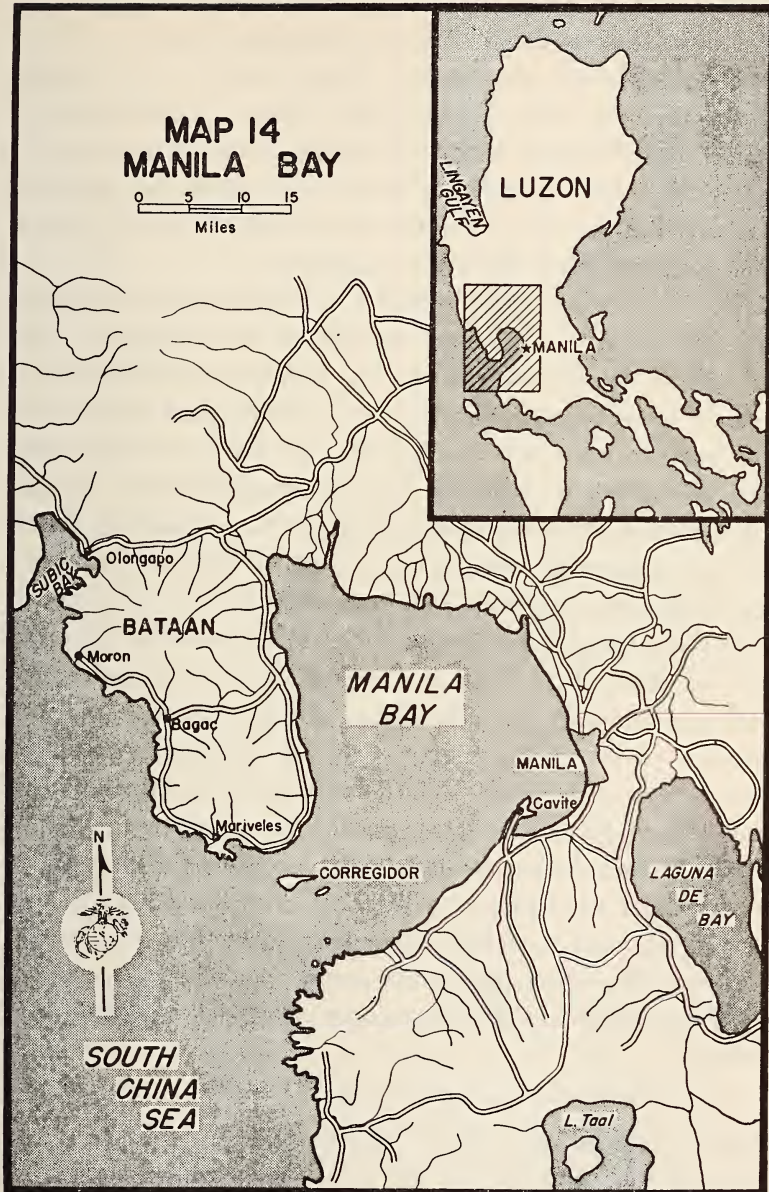 MAP 14
MANILA BAY
0 5 10 15
Miles
LINGAYEN
GULF
LUZON
MANILA
Olongapo
SUBIC
BAY
BATAAN
Moron
MANILA
BAY
Bagac
MANILA
Cavite
Mariveles
CORREGIDOR
N
LAGUNA
DE
BAY
SOUTH
CHINA
SEA
L. Taal